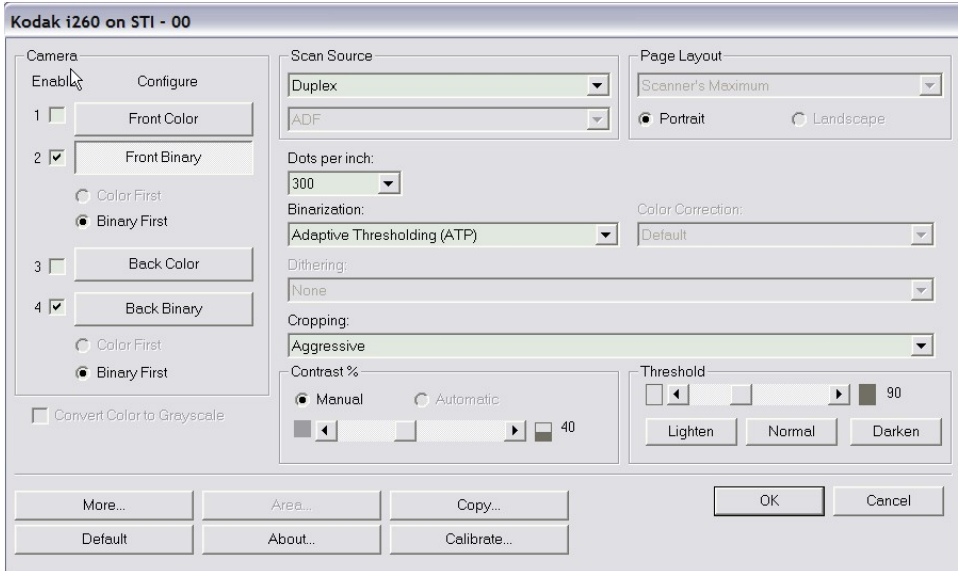 Kodak i260 on STI - 00
Camera
Enable Configure
1 Front Color
2 Front Binary
Color First
Binary First
3 Back Color
4 Back Binary
Color First
Binary First
Convert Color to Grayscale
Scan Source
Duplex
ADF
Page Layout
Scanner's Maximum
Portrait Landscape
Dots per inch:
300
Binarization:
Adaptive Thresholding (ATP)
Color Correction:
Default
Dithering:
None
Cropping:
Aggressive
Contrast %
Manual Automatic
40
Threshold
90
Lighten Normal Darken
More... Area... Copy...
Default About... Calibrate...
OK Cancel